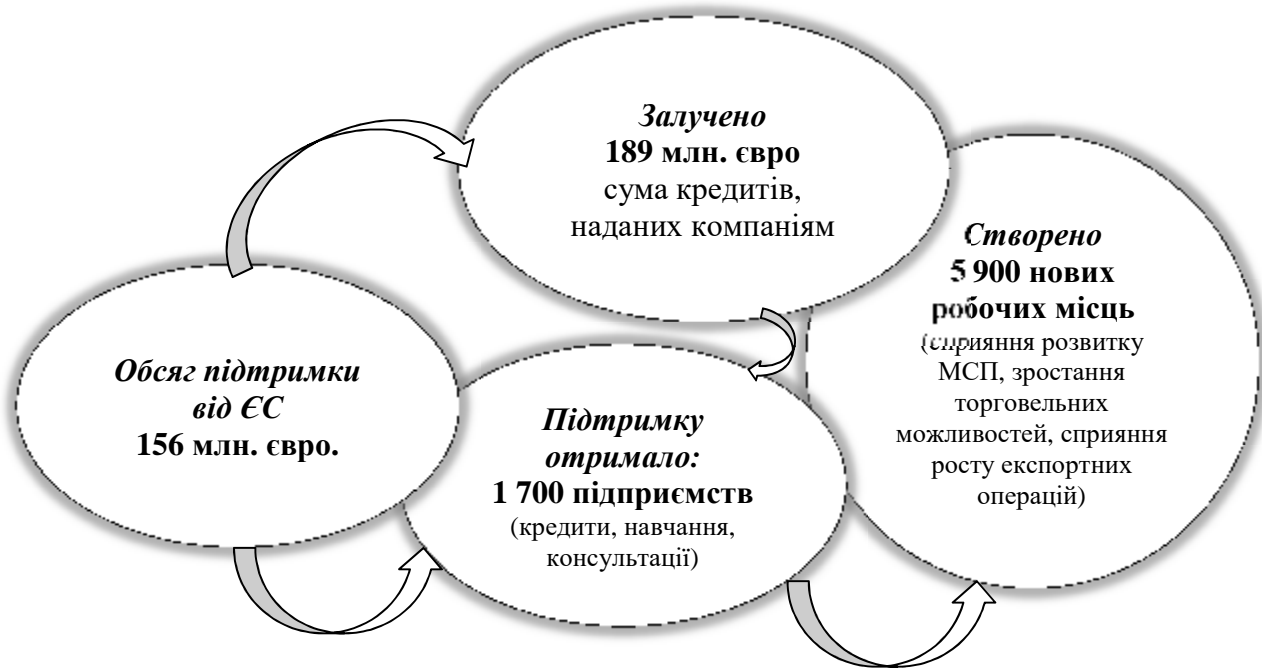 Залучено
189 млн. євро
сума кредитів,
наданих компаніям
Створено
5 900 нових
робочих місць
(сприяння розвитку
МСП, зростання
торговельних
можливостей, сприяння
росту експортних
операцій)
Обсяг підтримки
від ЄС
156 млн. євро.
Підтримку
отримало:
1 700 підприємств
(кредити, навчання,
консультації)